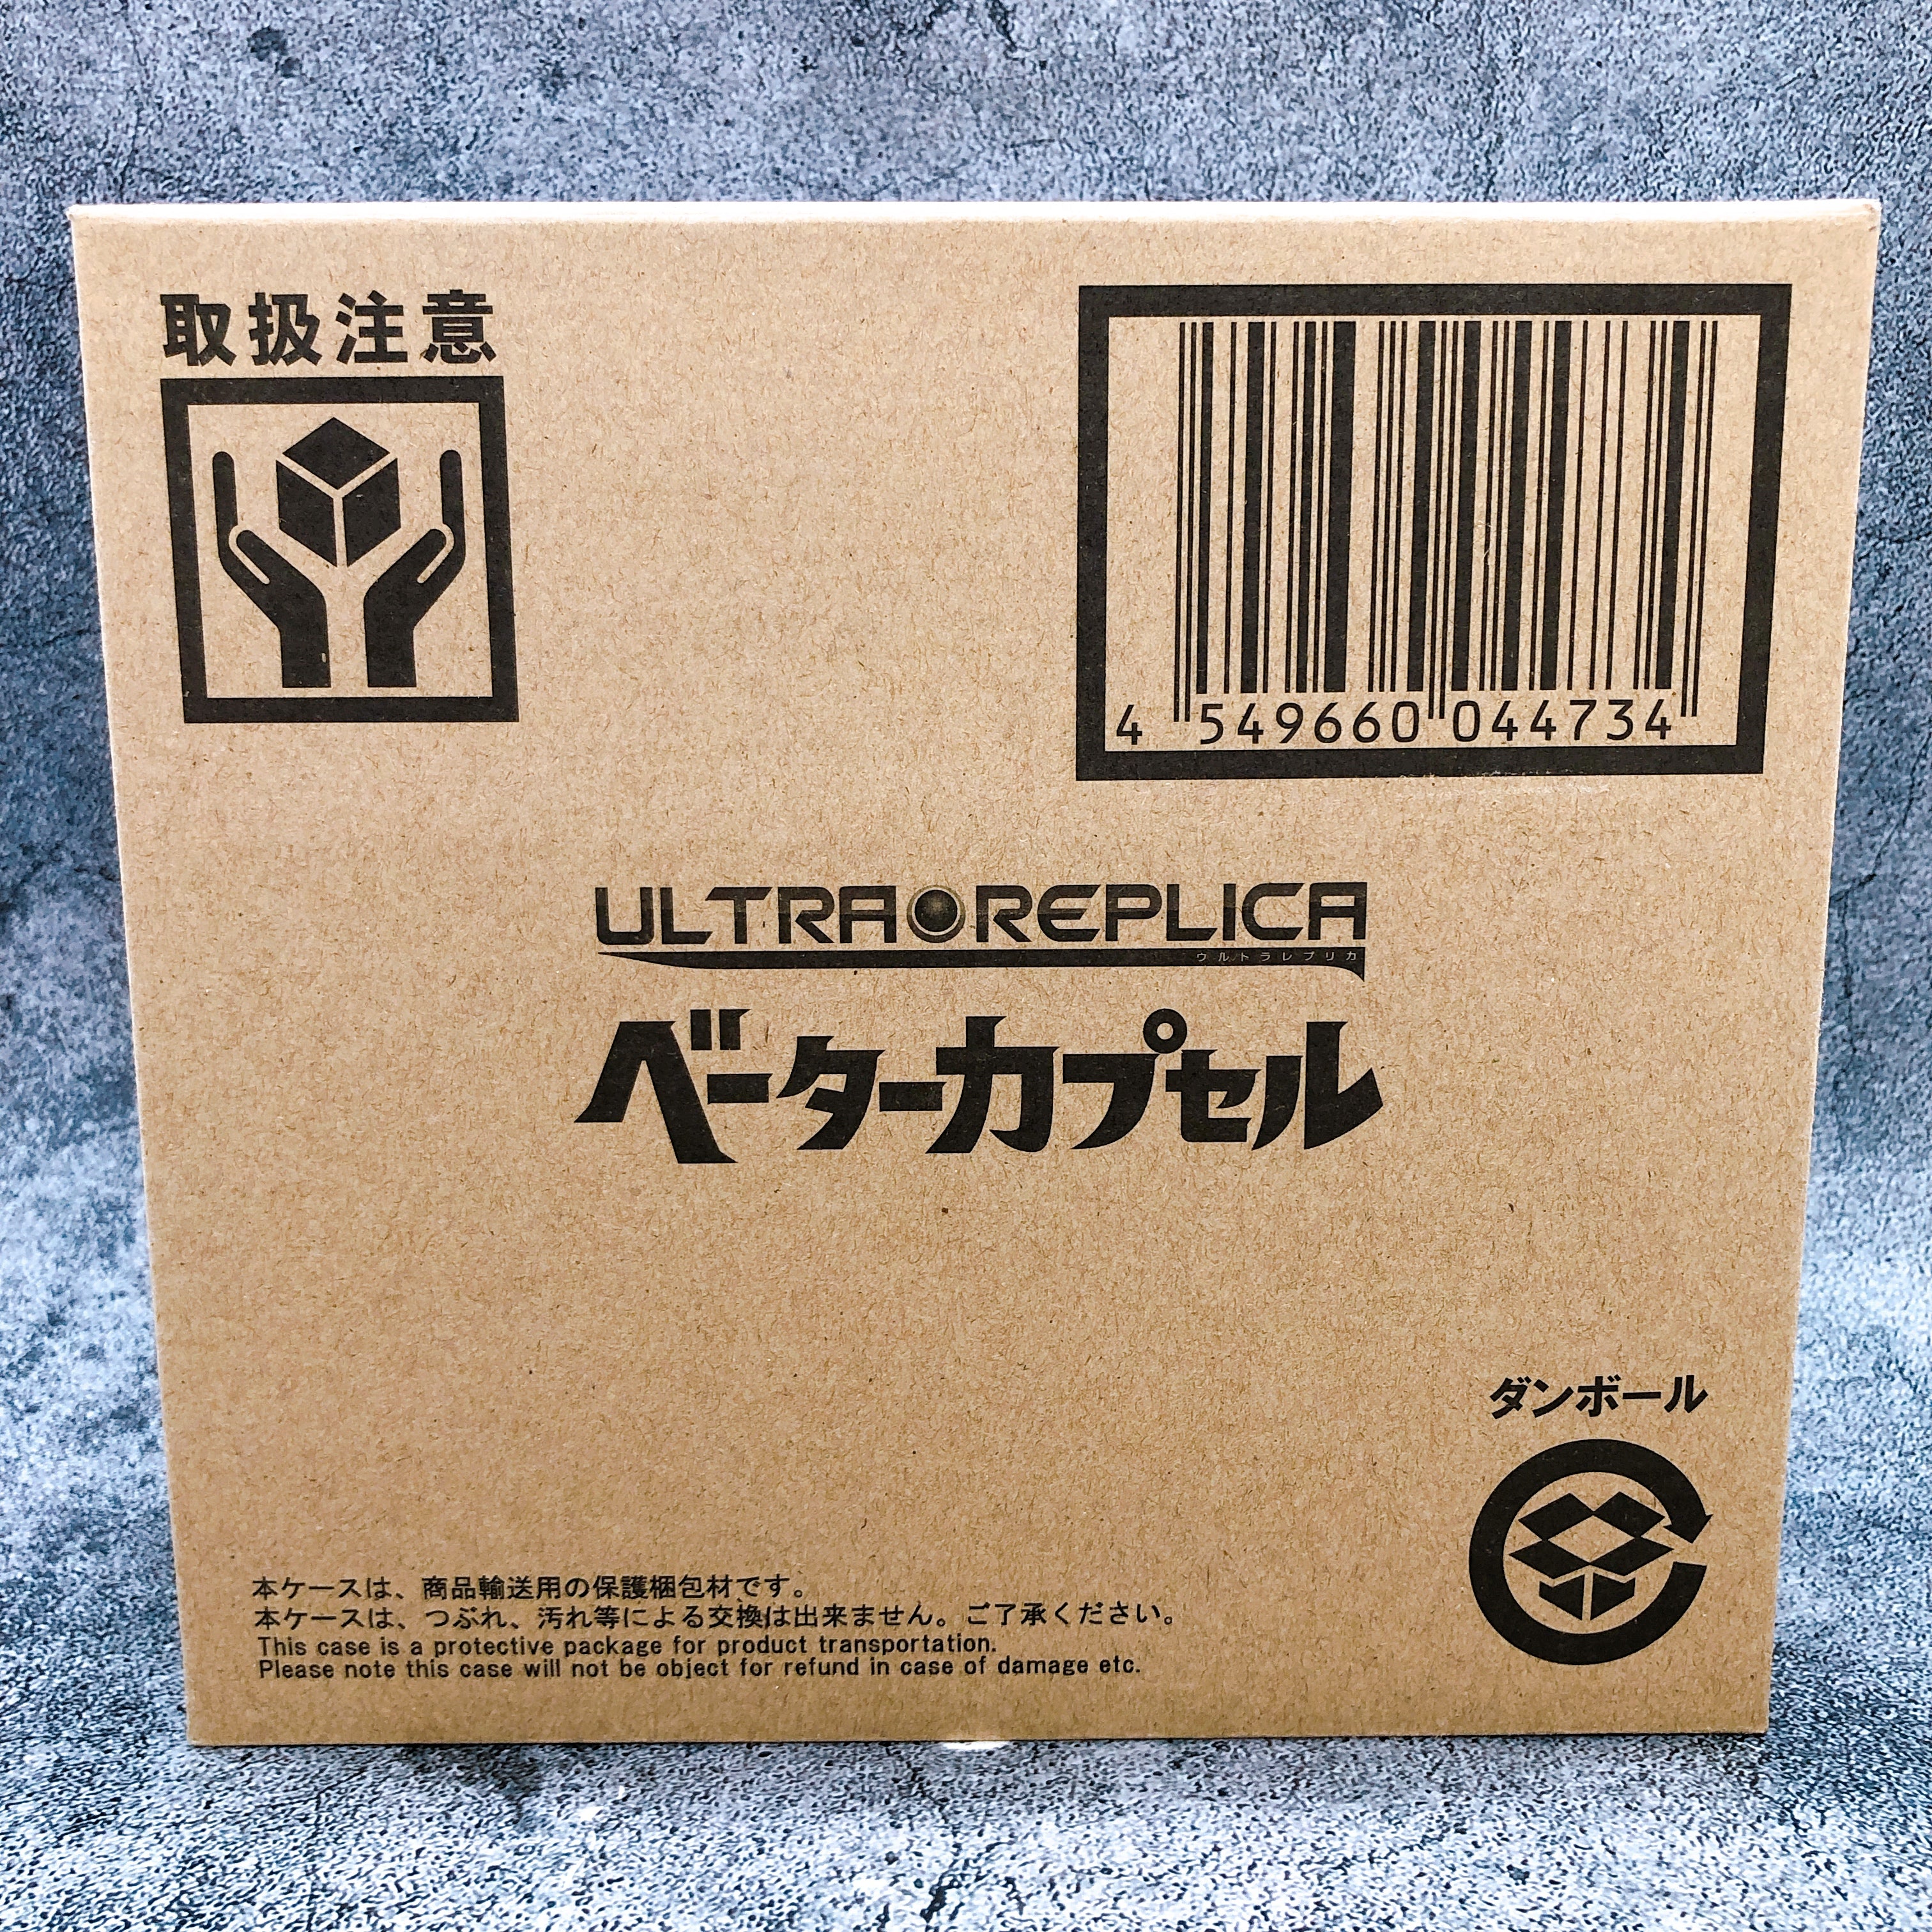 取扱注意
4 549660 044734
ULTRA REPLICA
ウルトラレプリカ
ベーターカプセル
ダンボール
本ケースは、商品輸送用の保護梱包材です。
本ケースは、つぶれ、汚れ等による交換は出来ません。ご了承ください。
This case is a protective package for product transportation.
Please note this case will not be object for refund in case of damage etc.